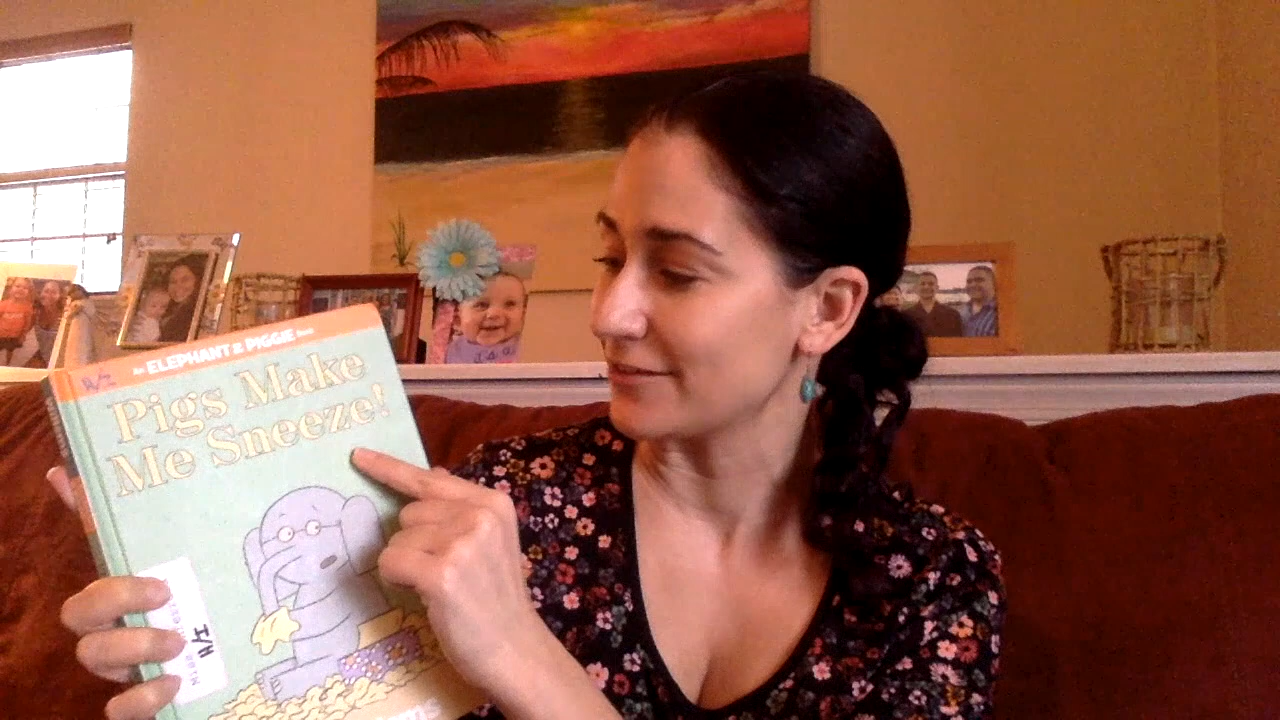 An ELEPHANT & PIGGIE Book
H/I
Pigs Make
Me Sneeze!
H/I